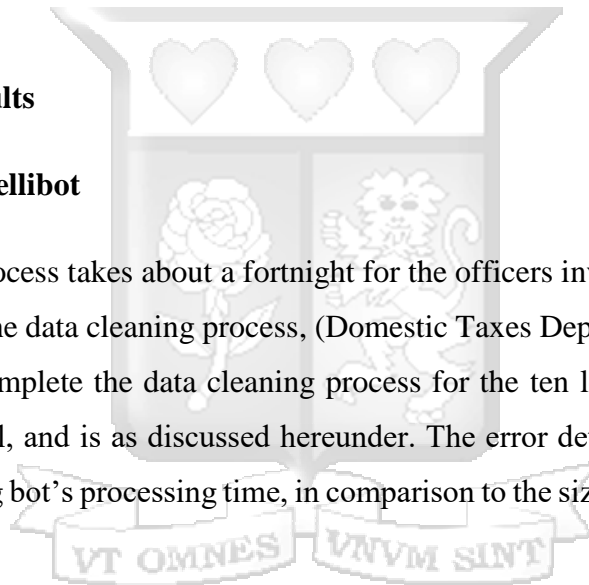 ults
ellibot
ocess takes about a fortnight for the officers inv
he data cleaning process, (Domestic Taxes Dep
mplete the data cleaning process for the ten l
l, and is as discussed hereunder. The error de
g bot's processing time, in comparison to the siz
VT OMNES VNVM SINT